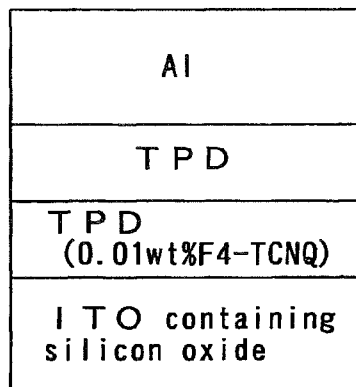 Al
TPD
TPD
(0.01wt%F4-TCNQ)
ITO containing
silicon oxide